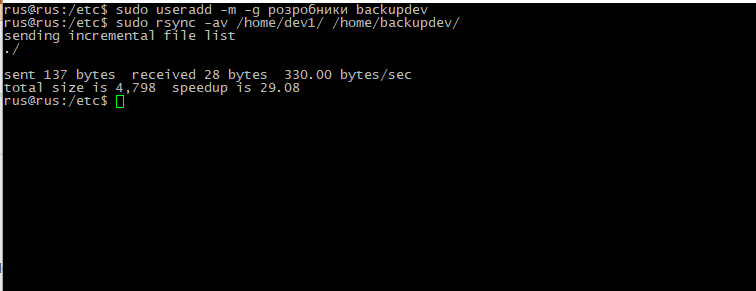 rus@rus:/etc$ sudo useradd -m -g розробники backupdev
rus@rus:/etc$ sudo rsync -av /home/dev1/ /home/backupdev/
sending incremental file list
./
sent 137 bytes  received 28 bytes  330.00 bytes/sec
total size is 4,798  speedup is 29.08
rus@rus:/etc$